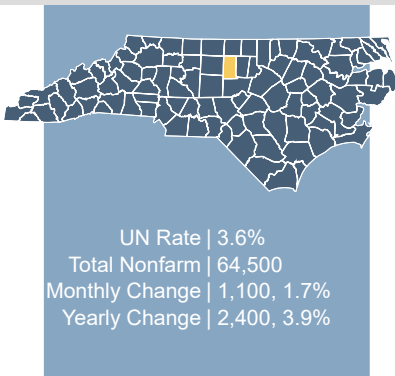 UN Rate | 3.6%
Total Nonfarm | 64,500
Monthly Change | 1,100, 1.7%
Yearly Change | 2,400, 3.9%